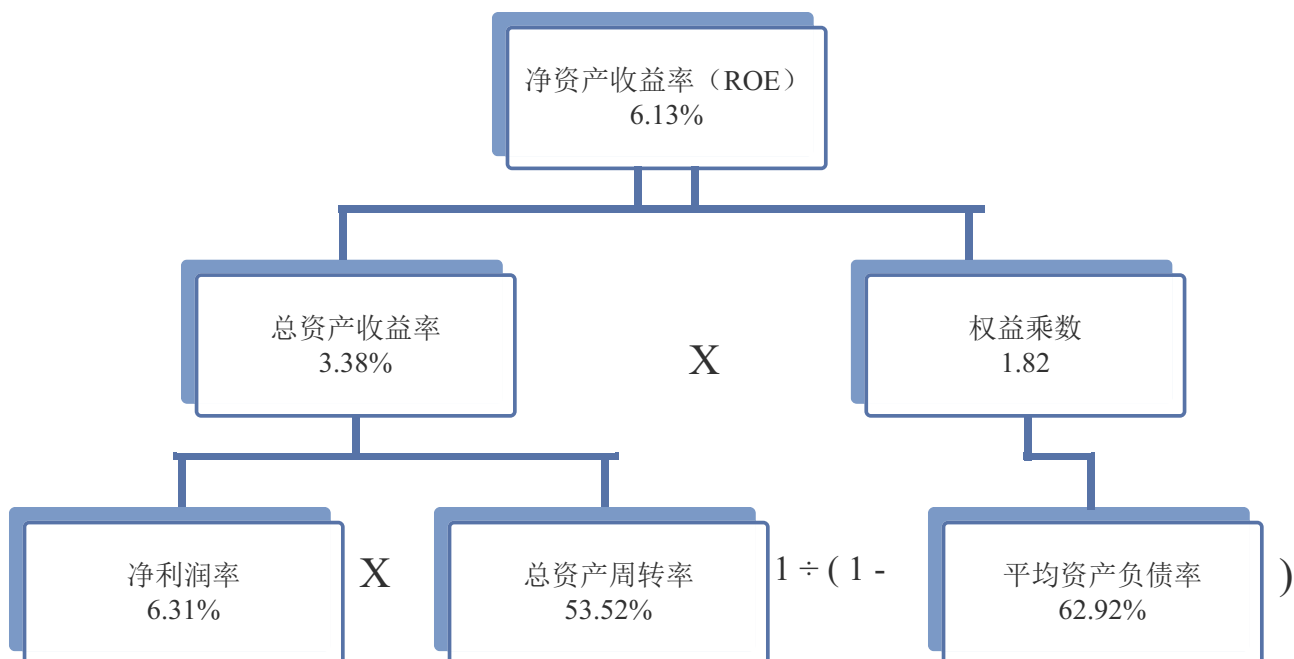 净资产收益率（ROE）
6.13%
总资产收益率
3.38%
X
权益乘数
1.82
净利润率
6.31%
X
总资产周转率
53.52%
1 ÷ ( 1 -
平均资产负债率
62.92%
)